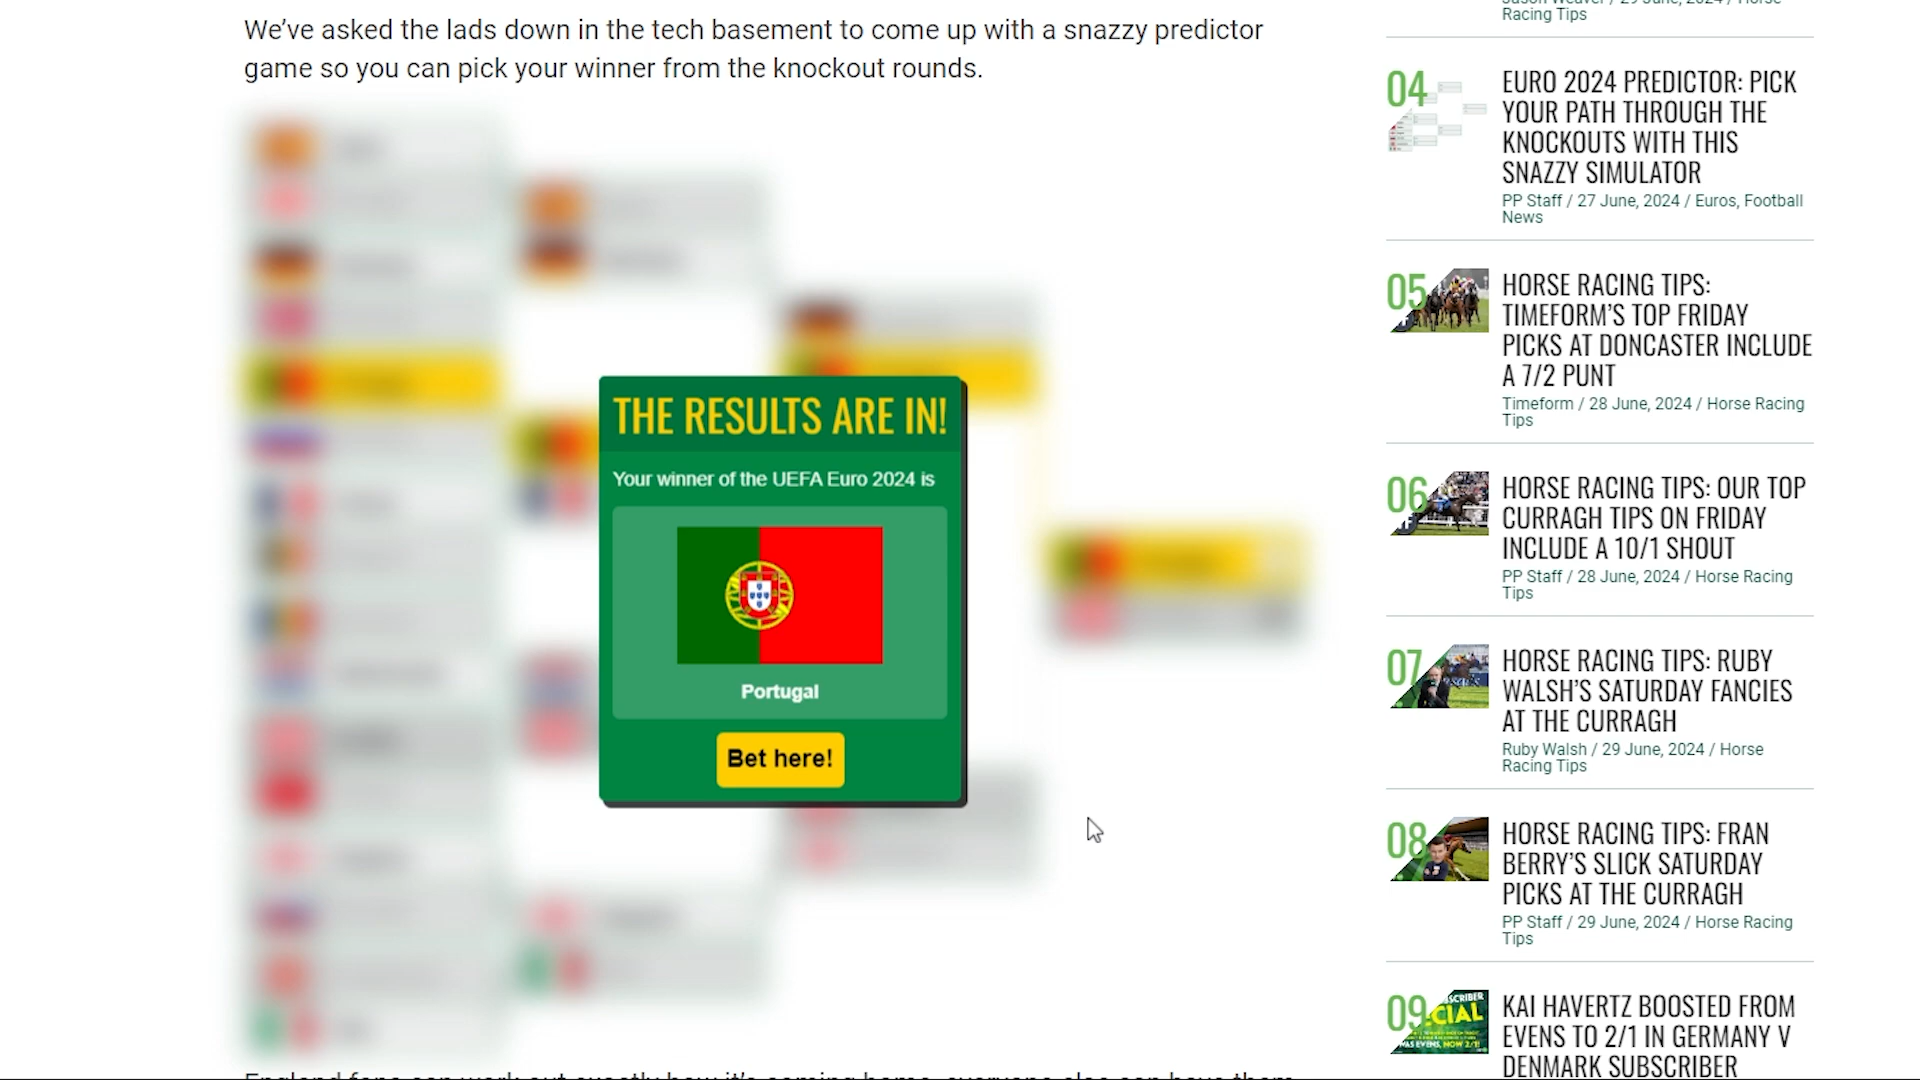 We’ve asked the lads down in the tech basement to come up with a snazzy predictor
game so you can pick your winner from the knockout rounds.
THE RESULTS ARE IN!
Your winner of the UEFA Euro 2024 is
Portugal
Bet here!
Racing Tips
04
EURO 2024 PREDICTOR: PICK
YOUR PATH THROUGH THE
KNOCKOUTS WITH THIS
SNAZZY SIMULATOR
PP Staff / 27 June, 2024 / Euros, Football
News
05
HORSE RACING TIPS:
TIMEFORM’S TOP FRIDAY
PICKS AT DONCASTER INCLUDE
A 7/2 PUNT
Timeform / 28 June, 2024 / Horse Racing
Tips
06
HORSE RACING TIPS: OUR TOP
CURRAGH TIPS ON FRIDAY
INCLUDE A 10/1 SHOUT
PP Staff / 28 June, 2024 / Horse Racing
Tips
07
HORSE RACING TIPS: RUBY
WALSH’S SATURDAY FANCIES
AT THE CURRAGH
Ruby Walsh / 29 June, 2024 / Horse
Racing Tips
08
HORSE RACING TIPS: FRAN
BERRY’S SLICK SATURDAY
PICKS AT THE CURRAGH
PP Staff / 29 June, 2024 / Horse Racing
Tips
09
KAI HAVERTZ BOOSTED FROM
EVENS TO 2/1 IN GERMANY V
DENMARK SUBSCRIBER